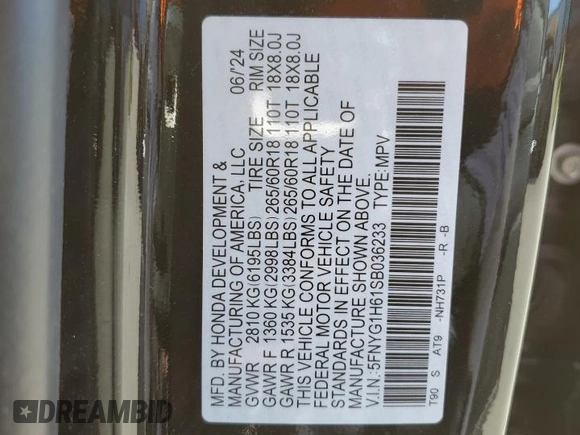 MFD. BY HONDA DEVELOPMENT &
MANUFACTURING OF AMERICA, LLC 06/'24
GVWR 2810 KG(6195LBS) TIRE SIZE RIM SIZE
GAWR F 1360 KG(2998LBS) 265/60R18 110T 18X8.0J
GAWR R 1535 KG(3384LBS) 265/60R18 110T 18X8.0J
THIS VEHICLE CONFORMS TO ALL APPLICABLE
FEDERAL MOTOR VEHICLE SAFETY
STANDARDS IN EFFECT ON THE DATE OF
MANUFACTURE SHOWN ABOVE.
V.I.N.:5FNYG1H61SB036233 TYPE:MPV
T90 S AT9 -NH731P -R -B
DREAMBID